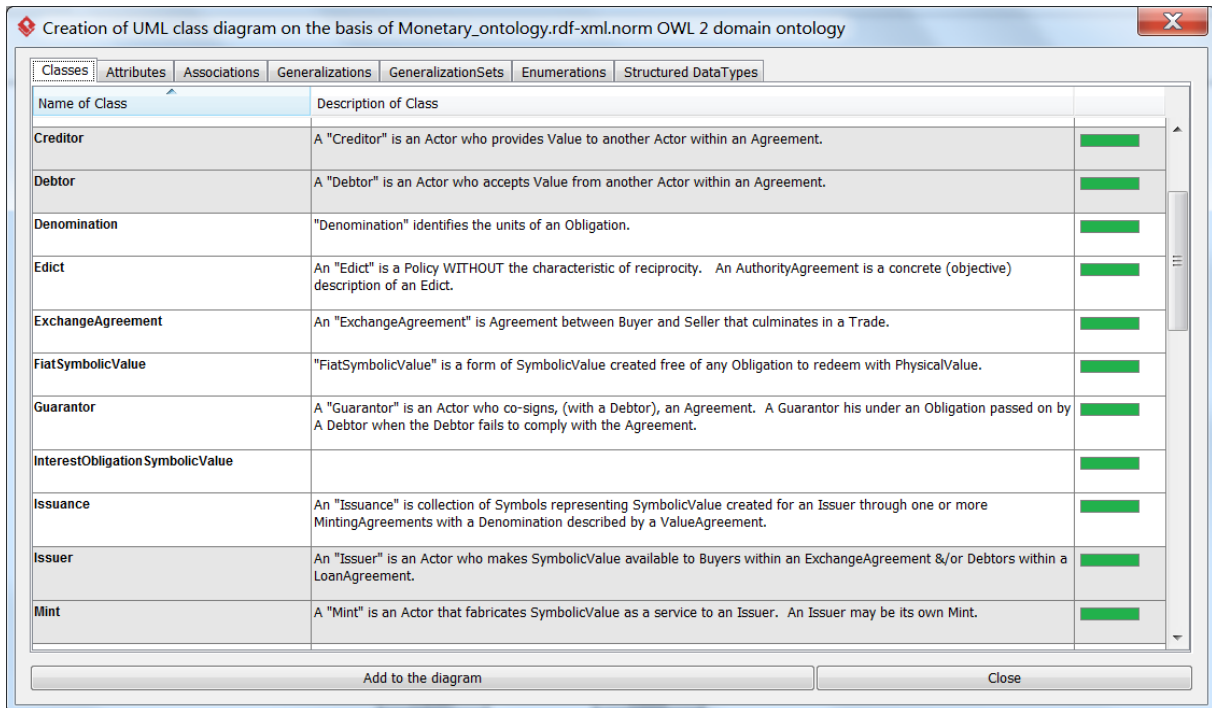 Creation of UML class diagram on the basis of Monetary_ontology.rdf-xml.norm OWL 2 domain ontology
Classes Attributes Associations Generalizations GeneralizationSets Enumerations Structured DataTypes
Name of Class Description of Class
Creditor A "Creditor" is an Actor who provides Value to another Actor within an Agreement.
Debtor A "Debtor" is an Actor who accepts Value from another Actor within an Agreement.
Denomination "Denomination" identifies the units of an Obligation.
Edict An "Edict" is a Policy WITHOUT the characteristic of reciprocity. An AuthorityAgreement is a concrete (objective)
description of an Edict.
ExchangeAgreement An "ExchangeAgreement" is Agreement between Buyer and Seller that culminates in a Trade.
FiatSymbolicValue "FiatSymbolicValue" is a form of SymbolicValue created free of any Obligation to redeem with PhysicalValue.
Guarantor A "Guarantor" is an Actor who co-signs, (with a Debtor), an Agreement. A Guarantor his under an Obligation passed on by
A Debtor when the Debtor fails to comply with the Agreement.
InterestObligationSymbolicValue
Issuance An "Issuance" is collection of Symbols representing SymbolicValue created for an Issuer through one or more
MintingAgreements with a Denomination described by a ValueAgreement.
Issuer An "Issuer" is an Actor who makes SymbolicValue available to Buyers within an ExchangeAgreement &/or Debtors within a
LoanAgreement.
Mint A "Mint" is an Actor that fabricates SymbolicValue as a service to an Issuer. An Issuer may be its own Mint.
Add to the diagram Close